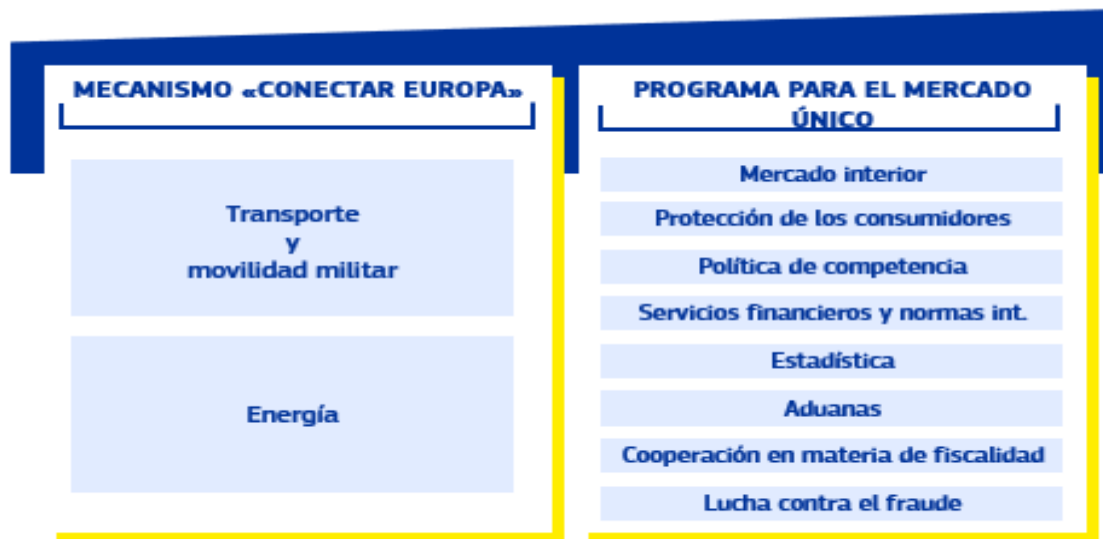 MECANISMO «CONECTAR EUROPA»
Transporte
y
movilidad militar
Energía
PROGRAMA PARA EL MERCADO
ÚNICO
Mercado interior
Protección de los consumidores
Política de competencia
Servicios financieros y normas int.
Estadística
Aduanas
Cooperación en materia de fiscalidad
Lucha contra el fraude